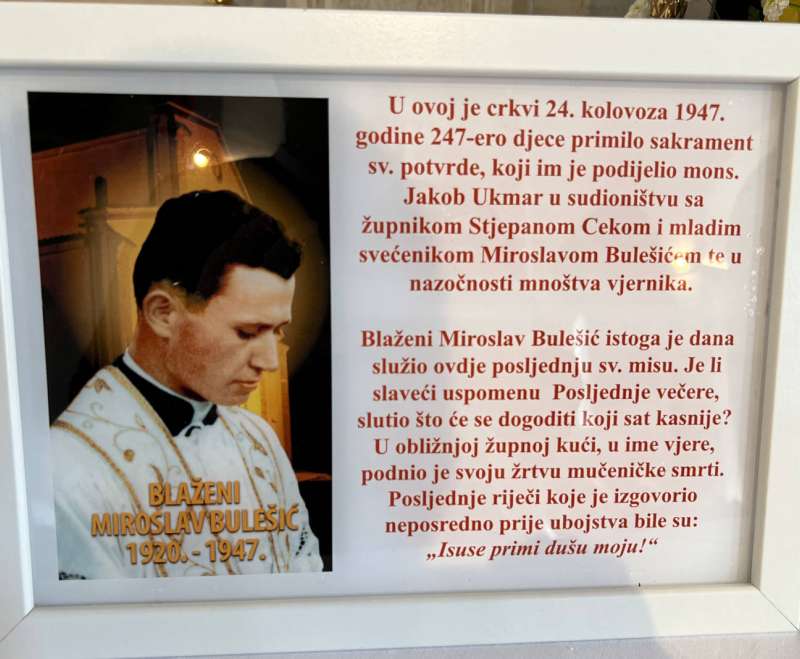 U ovoj je crkvi 24. kolovoza 1947.
godine 247-ero djece primilo sakrament
sv. potvrde, koji im je podijelio mons.
Jakob Ukmar u sudioništvu sa
župnikom Stjepanom Cekom i mladim
svećenikom Miroslavom Bulešićem te u
nazočnosti mnoštva vjernika.
Blaženi Miroslav Bulešić istoga je dana
služio ovdje posljednju sv. misu. Je li
slaveći uspomenu Posljednje večere,
slutio što će se dogoditi koji sat kasnije?
U obližnjoj župnoj kući, u ime vjere,
podnio je svoju žrtvu mučeničke smrti.
Posljednje riječi koje je izgovorio
neposredno prije ubojstva bile su:
„Isuse primi dušu moju!“
BLAŽENI
MIROSLAV BULEŠIĆ
1920. - 1947.